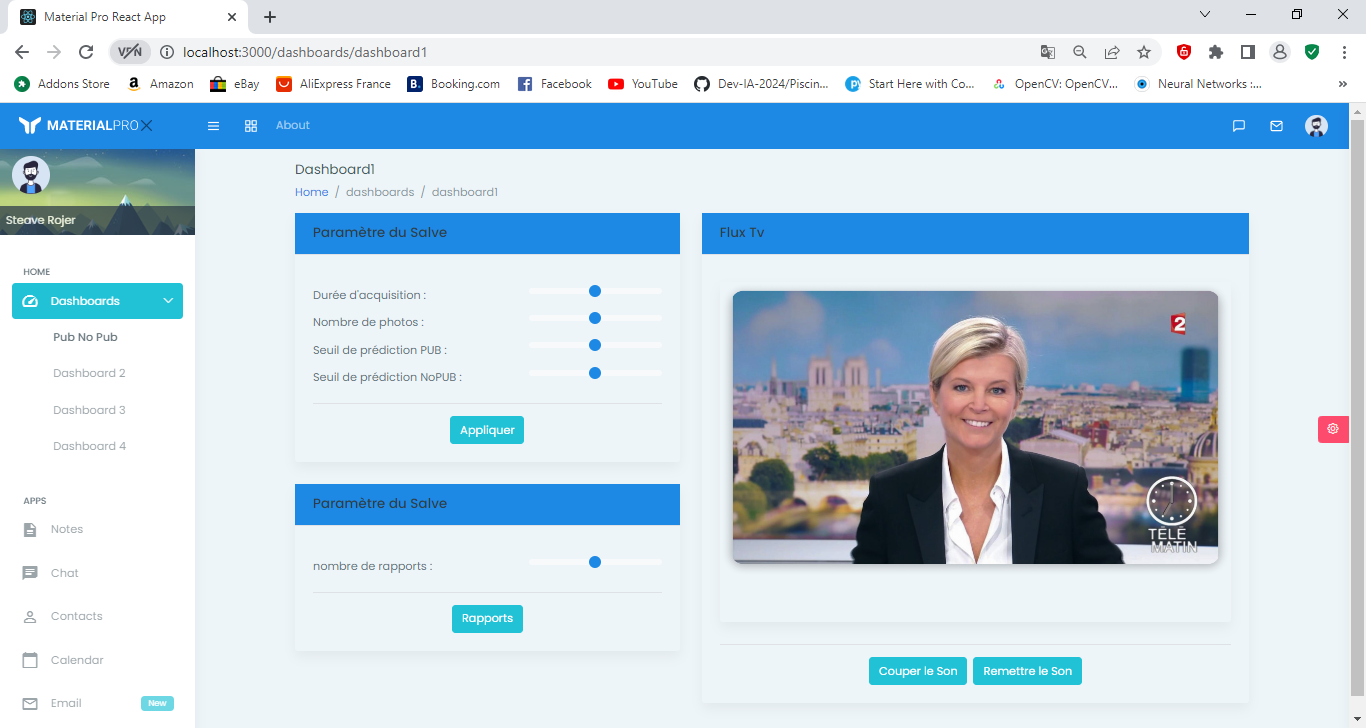 Material Pro React App
VPN
localhost:3000/dashboards/dashboard1
Addons Store
Amazon
eBay
AliExpress France
Booking.com
Facebook
YouTube
Dev-IA-2024/Piscin...
Start Here with Co...
OpenCV: OpenCV...
Neural Networks :...
MATERIALPRO
About
Steave Rojer
HOME
Dashboards
Pub No Pub
Dashboard 2
Dashboard 3
Dashboard 4
APPS
Notes
Chat
Contacts
Calendar
Email
New
Dashboard1
Home / dashboards / dashboard1
Paramètre du Salve
Durée d'acquisition :
Nombre de photos :
Seuil de prédiction PUB :
Seuil de prédiction NoPUB :
Appliquer
Paramètre du Salve
nombre de rapports :
Rapports
Flux Tv
2
TÉLÉ
MATIN
Couper le Son
Remettre le Son